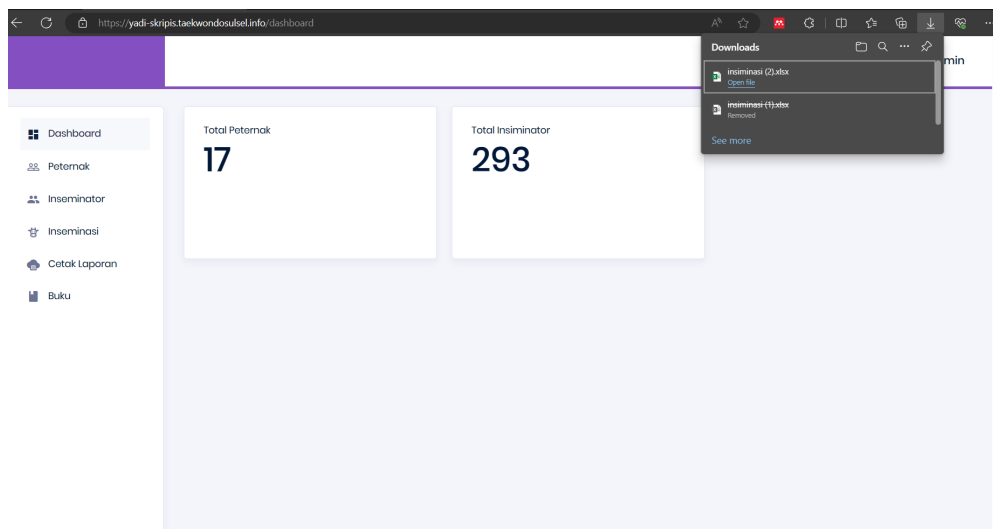 https://yadi-skripis.taekwondosulsel.info/dashboard
Downloads
insiminasi (2).xlsx
Open file
insiminasi (1).xlsx
Removed
See more
min
Dashboard
Peternak
Inseminator
Inseminasi
Cetak Laporan
Buku
Total Peternak
17
Total Insiminator
293